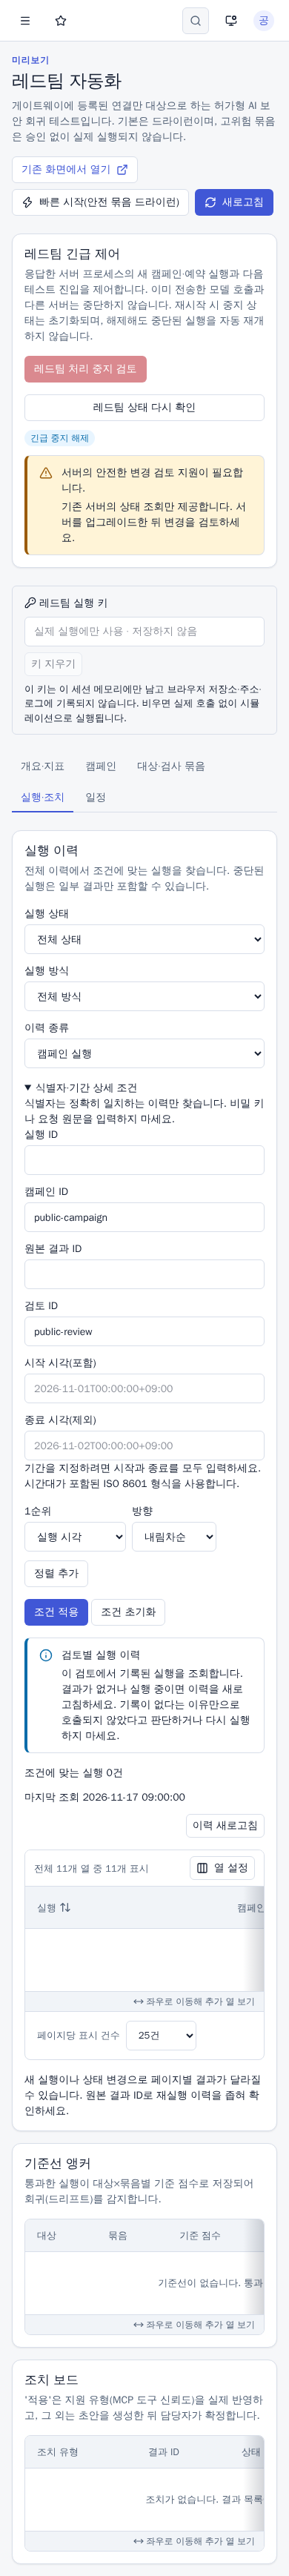 공
미리보기
레드팀 자동화
게이트웨이에 등록된 연결만 대상으로 하는 허가형 AI 보
안 회귀 테스트입니다. 기본은 드라이런이며, 고위험 묶음
은 승인 없이 실제 실행되지 않습니다.
기존 화면에서 열기
빠른 시작(안전 묶음 드라이런)
새로고침
레드팀 긴급 제어
응답한 서버 프로세스의 새 캠페인·예약 실행과 다음
테스트 진입을 제어합니다. 이미 전송한 모델 호출과
다른 서버는 중단하지 않습니다. 재시작 시 중지 상
태는 초기화되며, 해제해도 중단된 실행을 자동 재개
하지 않습니다.
레드팀 처리 중지 검토
레드팀 상태 다시 확인
긴급 중지 해제
서버의 안전한 변경 검토 지원이 필요합
니다.
기존 서버의 상태 조회만 제공합니다. 서
버를 업그레이드한 뒤 변경을 검토하세
요.
레드팀 실행 키
실제 실행에만 사용 · 저장하지 않음
키 지우기
이 키는 이 세션 메모리에만 남고 브라우저 저장소·주소·
로그에 기록되지 않습니다. 비우면 실제 호출 없이 시뮬
레이션으로 실행됩니다.
개요·지표
캠페인
대상·검사 묶음
실행·조치
일정
실행 이력
전체 이력에서 조건에 맞는 실행을 찾습니다. 중단된
실행은 일부 결과만 포함할 수 있습니다.
실행 상태
전체 상태
실행 방식
전체 방식
이력 종류
캠페인 실행
▼ 식별자·기간 상세 조건
식별자는 정확히 일치하는 이력만 찾습니다. 비밀 키
나 요청 원문을 입력하지 마세요.
실행 ID
캠페인 ID
public-campaign
원본 결과 ID
검토 ID
public-review
시작 시각(포함)
2026-11-01T00:00:00+09:00
종료 시각(제외)
2026-11-02T00:00:00+09:00
기간을 지정하려면 시작과 종료를 모두 입력하세요.
시간대가 포함된 ISO 8601 형식을 사용합니다.
1순위
방향
실행 시각
내림차순
정렬 추가
조건 적용
조건 초기화
검토별 실행 이력
이 검토에서 기록된 실행을 조회합니다.
결과가 없거나 실행 중이면 이력을 새로
고침하세요. 기록이 없다는 이유만으로
호출되지 않았다고 판단하거나 다시 실행
하지 마세요.
조건에 맞는 실행 0건
마지막 조회 2026-11-17 09:00:00
이력 새로고침
전체 11개 열 중 11개 표시
열 설정
실행
캠페인
좌우로 이동해 추가 열 보기
페이지당 표시 건수
25건
새 실행이나 상태 변경으로 페이지별 결과가 달라질
수 있습니다. 원본 결과 ID로 재실행 이력을 좁혀 확
인하세요.
기준선 앵커
통과한 실행이 대상×묶음별 기준 점수로 저장되어
회귀(드리프트)를 감지합니다.
대상
묶음
기준 점수
기준선이 없습니다. 통과
좌우로 이동해 추가 열 보기
조치 보드
'적용'은 지원 유형(MCP 도구 신뢰도)을 실제 반영하
고, 그 외는 초안을 생성한 뒤 담당자가 확정합니다.
조치 유형
결과 ID
상태
조치가 없습니다. 결과 목록
좌우로 이동해 추가 열 보기